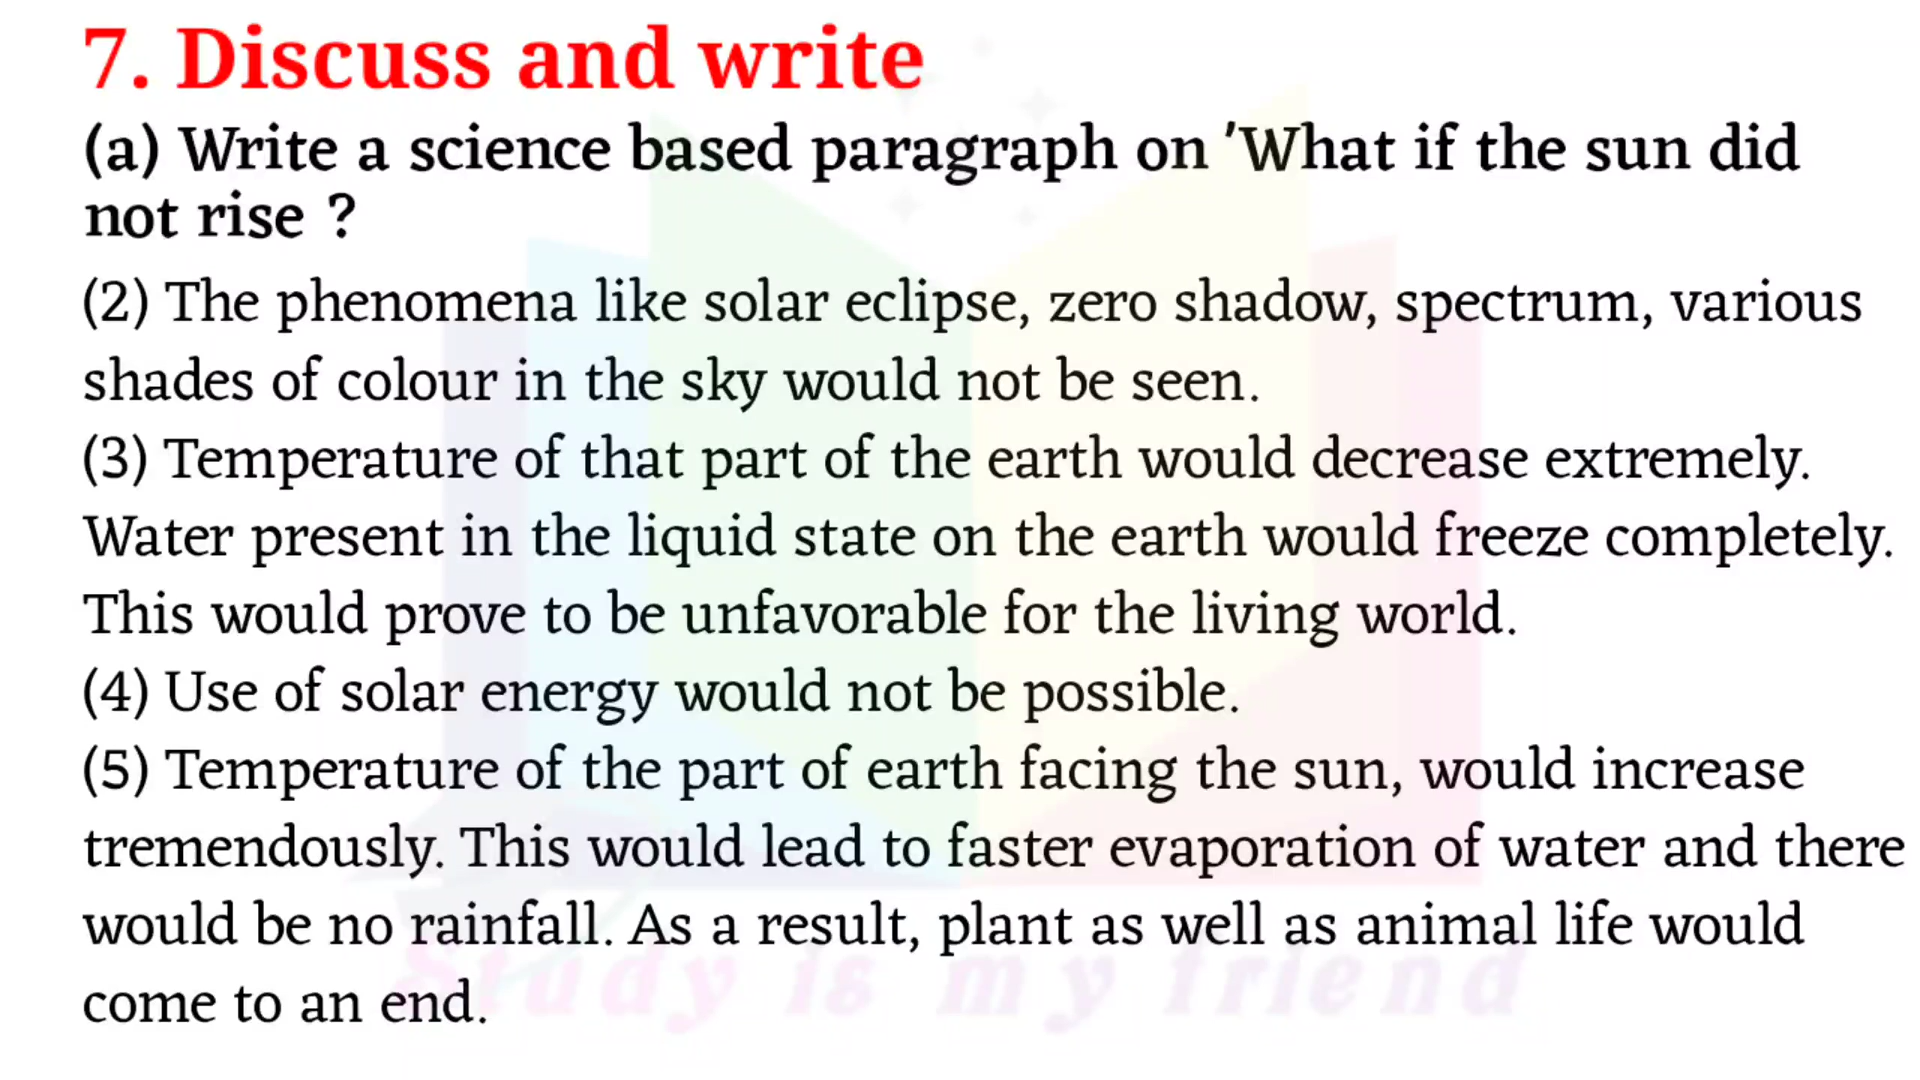 7. Discuss and write
(a) Write a science based paragraph on 'What if the sun did
not rise ?
(2) The phenomena like solar eclipse, zero shadow, spectrum, various
shades of colour in the sky would not be seen.
(3) Temperature of that part of the earth would decrease extremely.
Water present in the liquid state on the earth would freeze completely.
This would prove to be unfavorable for the living world.
(4) Use of solar energy would not be possible.
(5) Temperature of the part of earth facing the sun, would increase
tremendously. This would lead to faster evaporation of water and there
would be no rainfall. As a result, plant as well as animal life would
come to an end.
Study is my friend